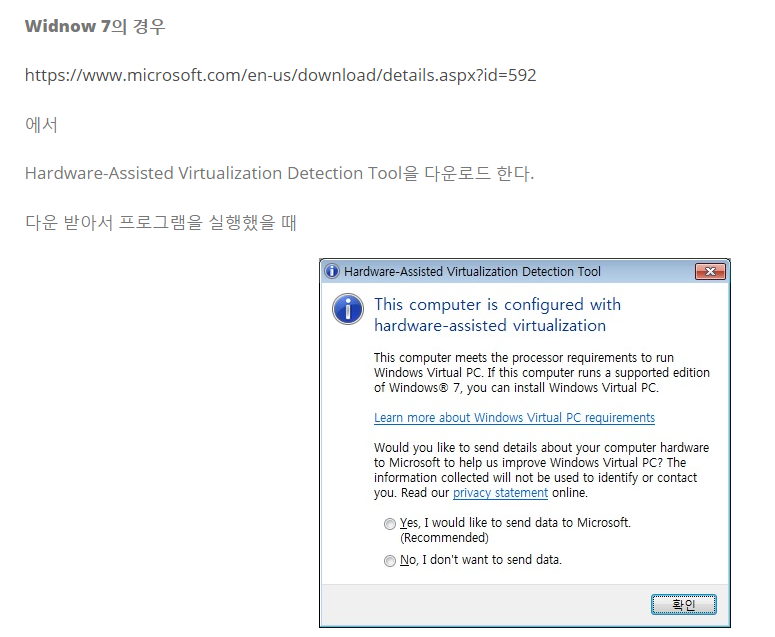 Widnow 7의 경우
https://www.microsoft.com/en-us/download/details.aspx?id=592
에서
Hardware-Assisted Virtualization Detection Tool을 다운로드 한다.
다운 받아서 프로그램을 실행했을 때
Hardware-Assisted Virtualization Detection Tool
This computer is configured with
hardware-assisted virtualization
This computer meets the processor requirements to run
Windows Virtual PC. If this computer runs a supported edition
of Windows® 7, you can install Windows Virtual PC.
Learn more about Windows Virtual PC requirements
Would you like to send details about your computer hardware
to Microsoft to help us improve Windows Virtual PC? The
information collected will not be used to identify or contact
you. Read our privacy statement online.
Yes, I would like to send data to Microsoft.
(Recommended)
No, I don't want to send data.
확인